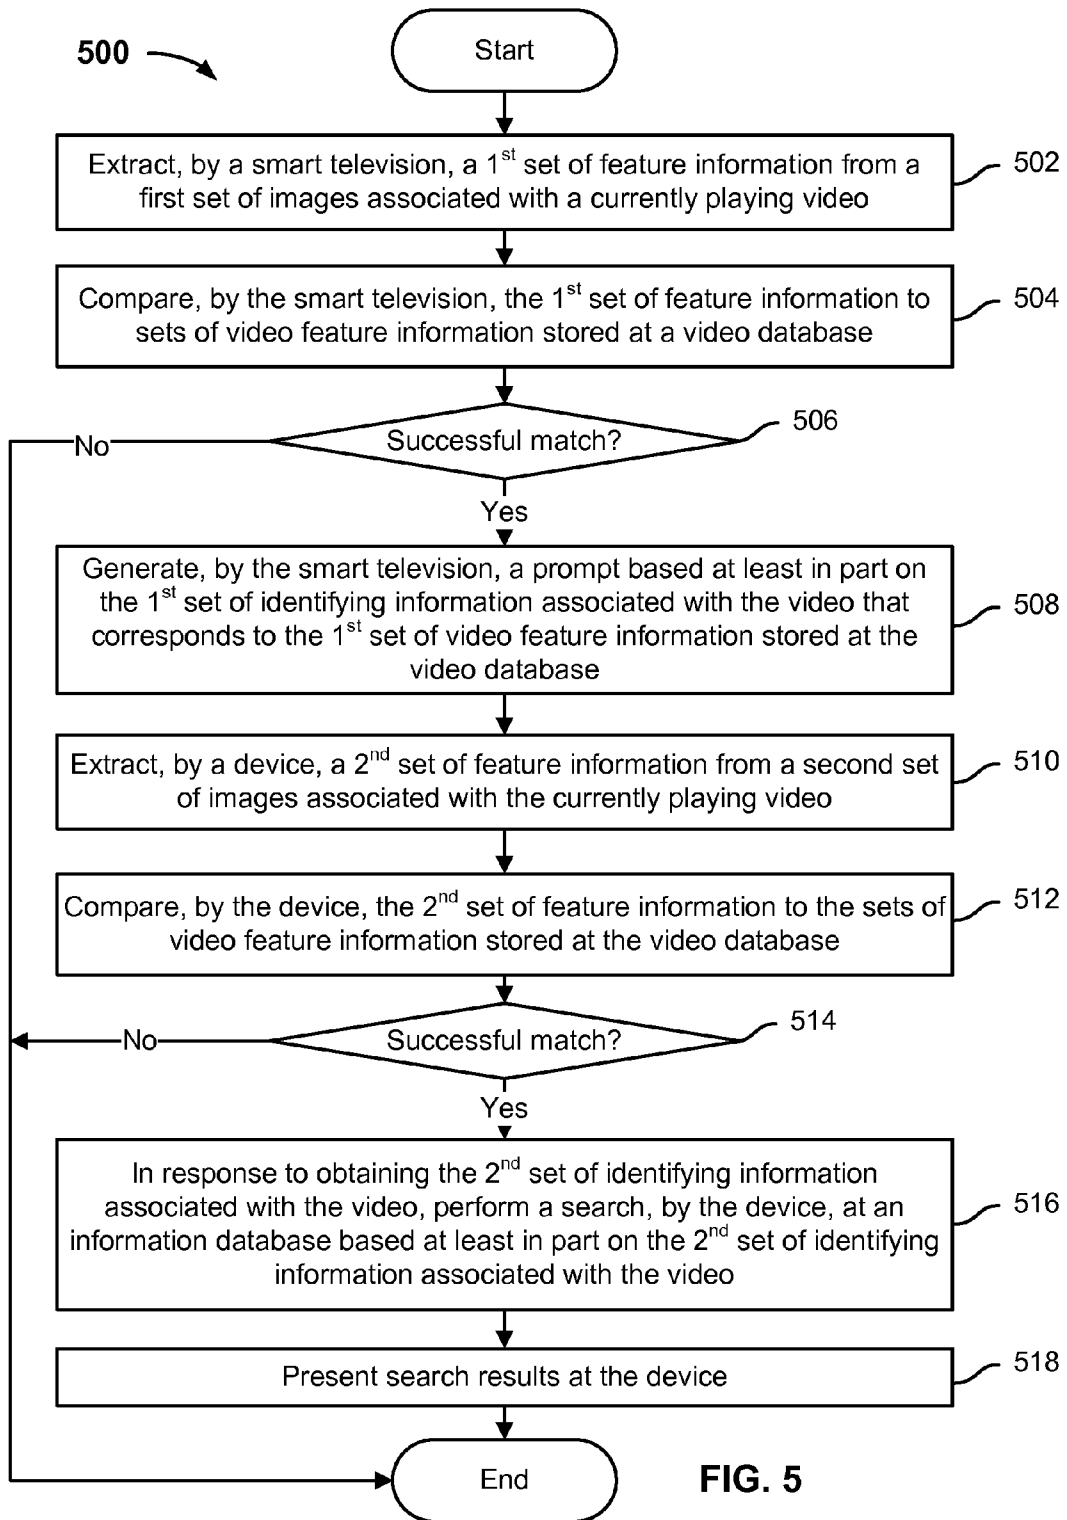 500
Start
Extract, by a smart television, a 1st set of feature information from a
first set of images associated with a currently playing video
502
Compare, by the smart television, the 1st set of feature information to
sets of video feature information stored at a video database
504
Successful match?
506
No
Yes
Generate, by the smart television, a prompt based at least in part on
the 1st set of identifying information associated with the video that
corresponds to the 1st set of video feature information stored at the
video database
508
Extract, by a device, a 2nd set of feature information from a second set
of images associated with the currently playing video
510
Compare, by the device, the 2nd set of feature information to the sets of
video feature information stored at the video database
512
Successful match?
514
No
Yes
In response to obtaining the 2nd set of identifying information
associated with the video, perform a search, by the device, at an
information database based at least in part on the 2nd set of identifying
information associated with the video
516
Present search results at the device
518
End
FIG. 5